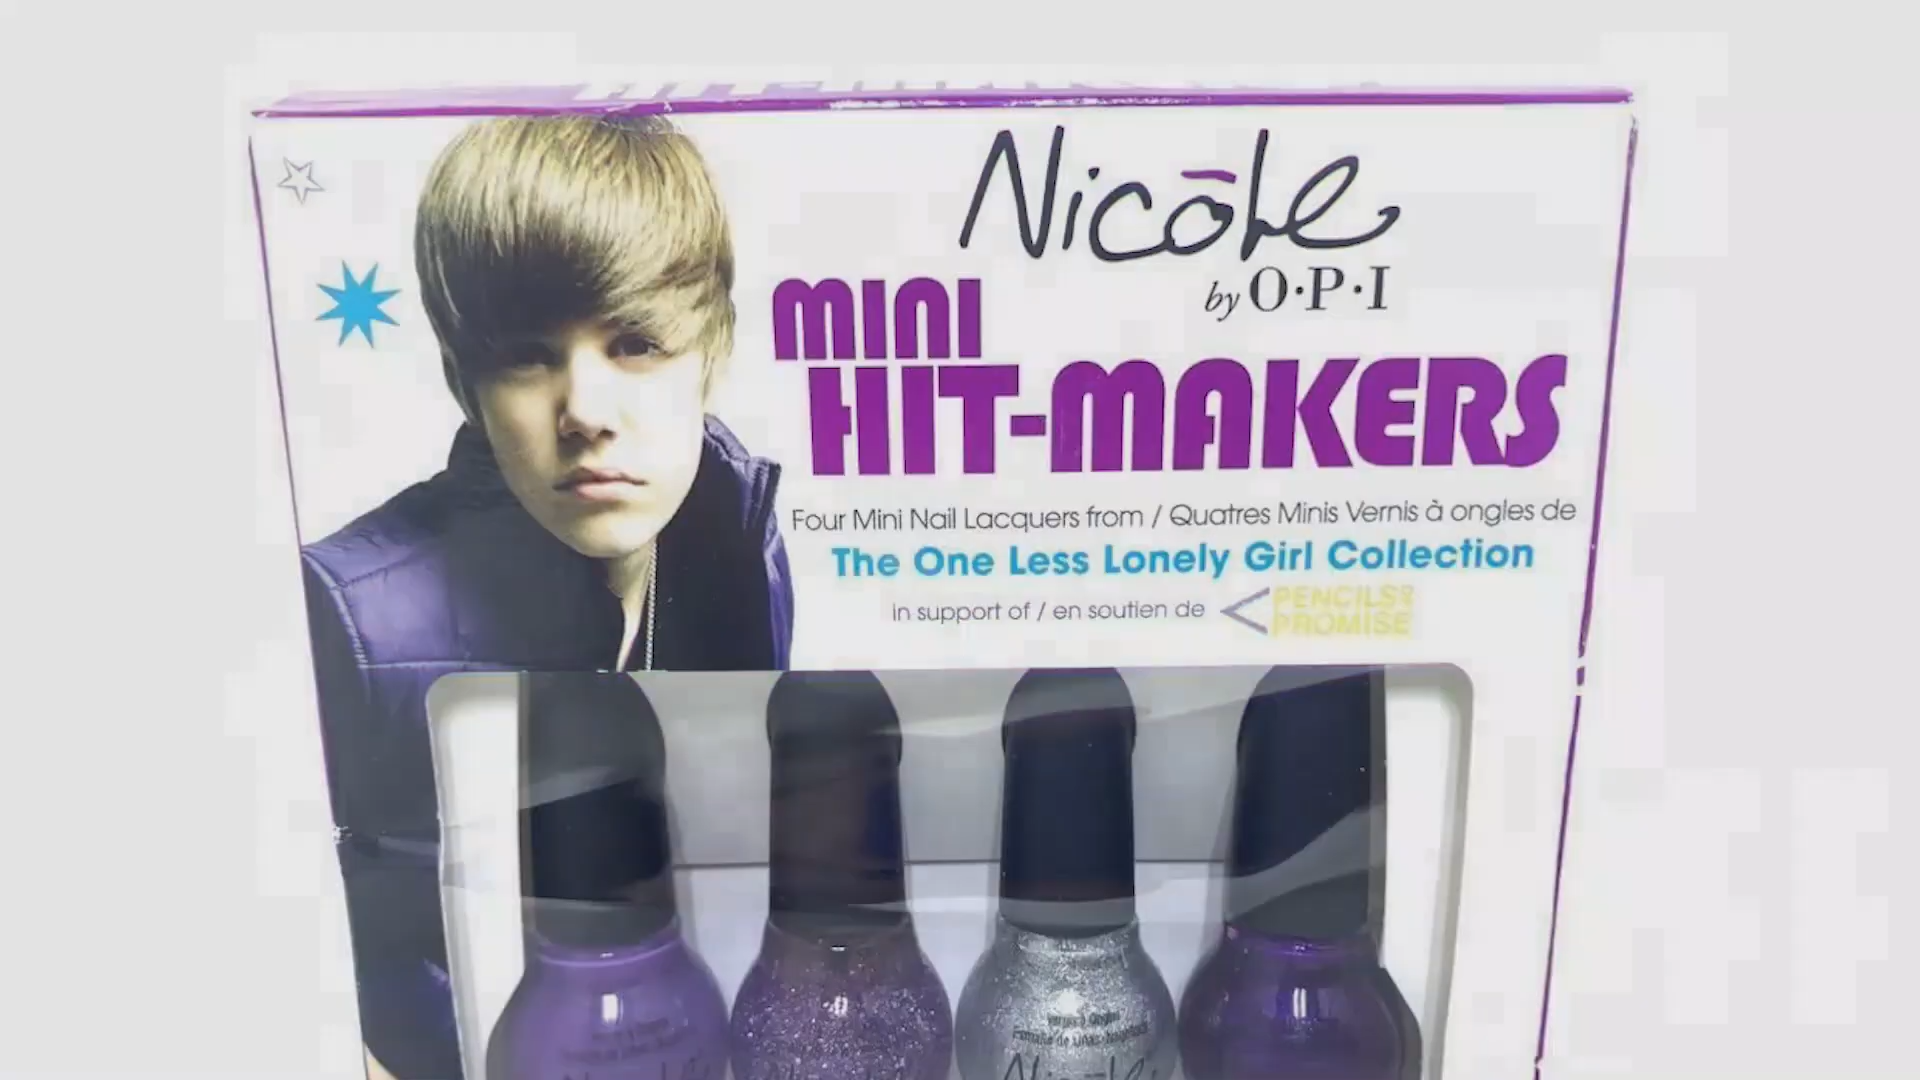 Nicole
by O·P·I
MINI
HIT-MAKERS
Four Mini Nail Lacquers from / Quatres Minis Vernis à ongles de
The One Less Lonely Girl Collection
in support of / en soutien de
PENCILS OF
PROMISE